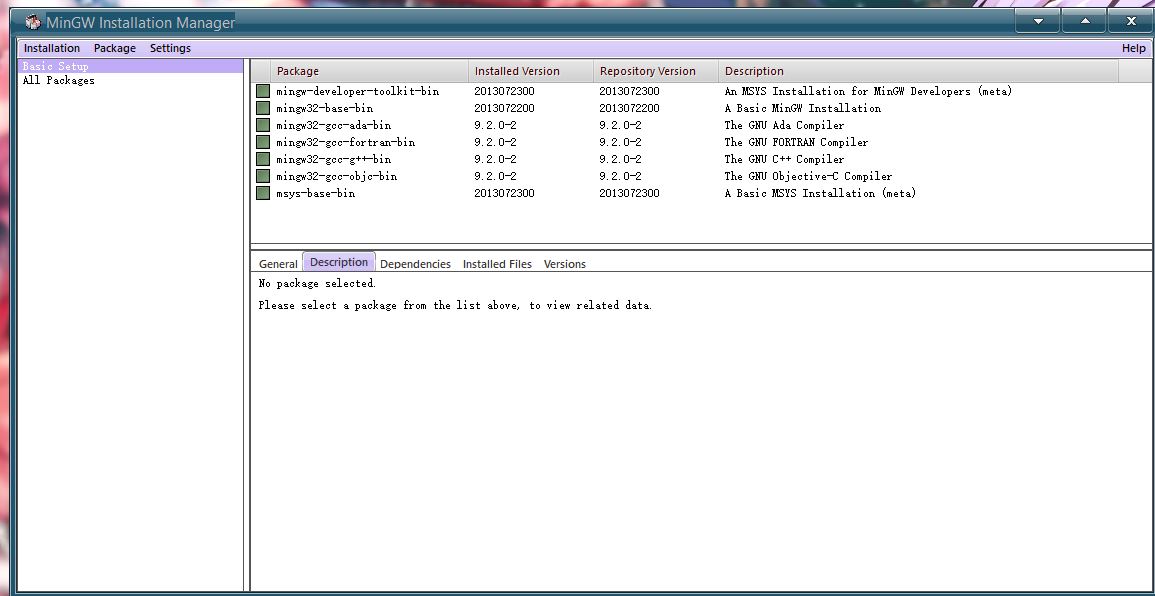 MinGW Installation Manager
Installation Package Settings Help
Basic Setup
All Packages
Package Installed Version Repository Version Description
mingw-developer-toolkit-bin 2013072300 2013072300 An MSYS Installation for MinGW Developers (meta)
mingw32-base-bin 2013072200 2013072200 A Basic MinGW Installation
mingw32-gcc-ada-bin 9.2.0-2 9.2.0-2 The GNU Ada Compiler
mingw32-gcc-fortran-bin 9.2.0-2 9.2.0-2 The GNU FORTRAN Compiler
mingw32-gcc-g++-bin 9.2.0-2 9.2.0-2 The GNU C++ Compiler
mingw32-gcc-objc-bin 9.2.0-2 9.2.0-2 The GNU Objective-C Compiler
msys-base-bin 2013072300 2013072300 A Basic MSYS Installation (meta)
General Description Dependencies Installed Files Versions
No package selected.
Please select a package from the list above, to view related data.